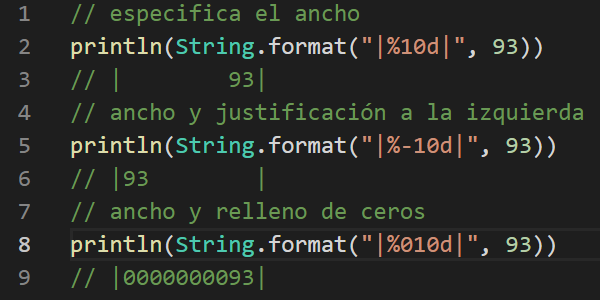 1 // especifica el ancho
2 println(String.format("|%10d|", 93))
3 // |        93|
4 // ancho y justificación a la izquierda
5 println(String.format("|%-10d|", 93))
6 // |93        |
7 // ancho y relleno de ceros
8 println(String.format("|%010d|", 93))
9 // |0000000093|